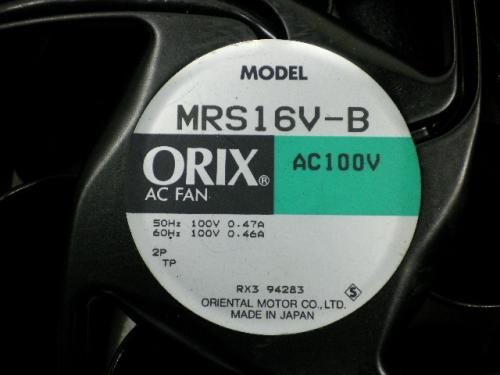 MODEL
MRS16V-B
ORIX®
AC FAN
AC100V
50Hz 100V 0.47A
60Hz 100V 0.46A
2P
TP
RX3 94283
ORIENTAL MOTOR CO.,LTD.
MADE IN JAPAN
S